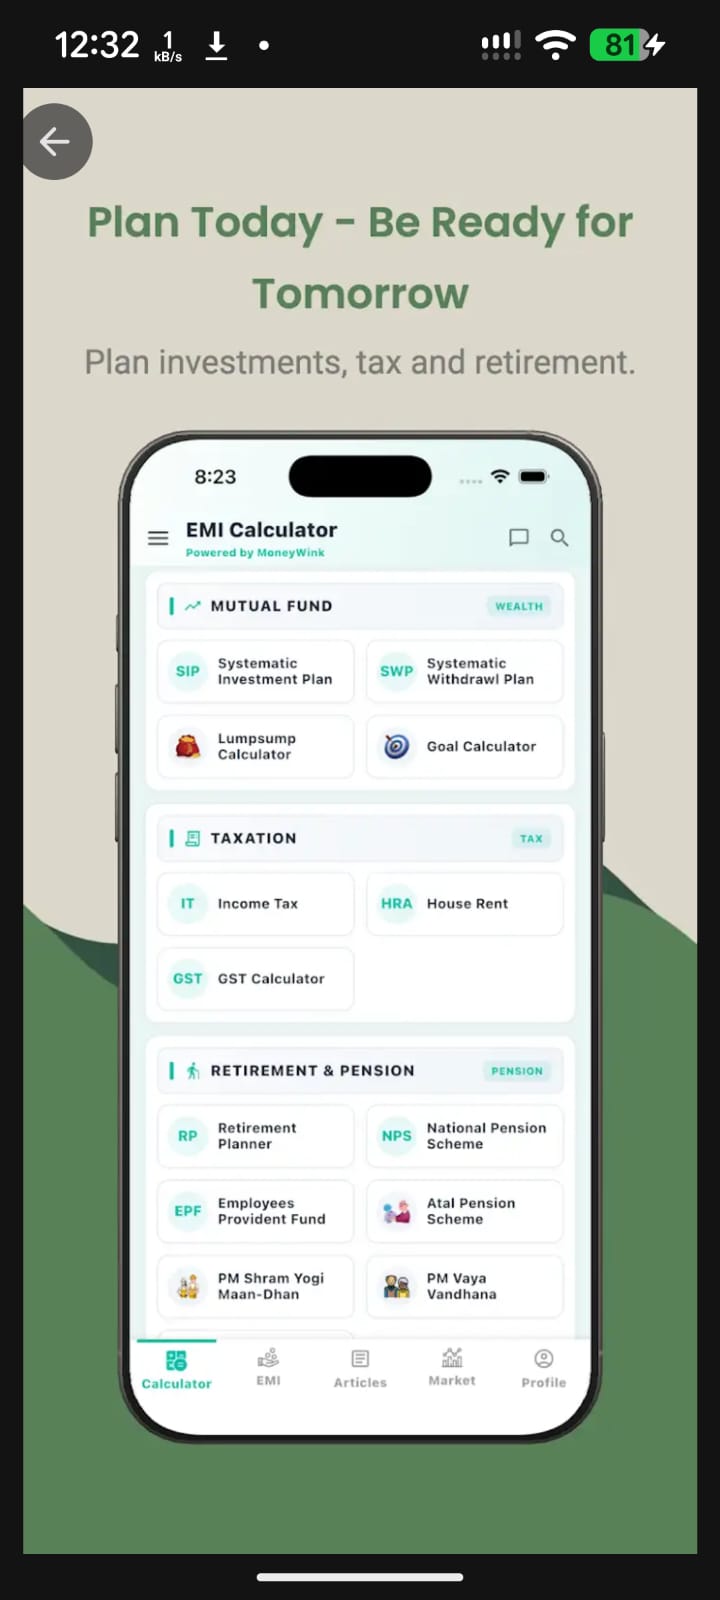 12:32 1 kB/s 81
Plan Today - Be Ready for
Tomorrow
Plan investments, tax and retirement.
8:23
EMI Calculator
Powered by MoneyWink
MUTUAL FUND WEALTH
SIP Systematic Investment Plan
SWP Systematic Withdrawl Plan
Lumpsump Calculator
Goal Calculator
TAXATION TAX
IT Income Tax
HRA House Rent
GST GST Calculator
RETIREMENT & PENSION PENSION
RP Retirement Planner
NPS National Pension Scheme
EPF Employees Provident Fund
Atal Pension Scheme
PM Shram Yogi Maan-Dhan
PM Vaya Vandhana
Calculator EMI Articles Market Profile